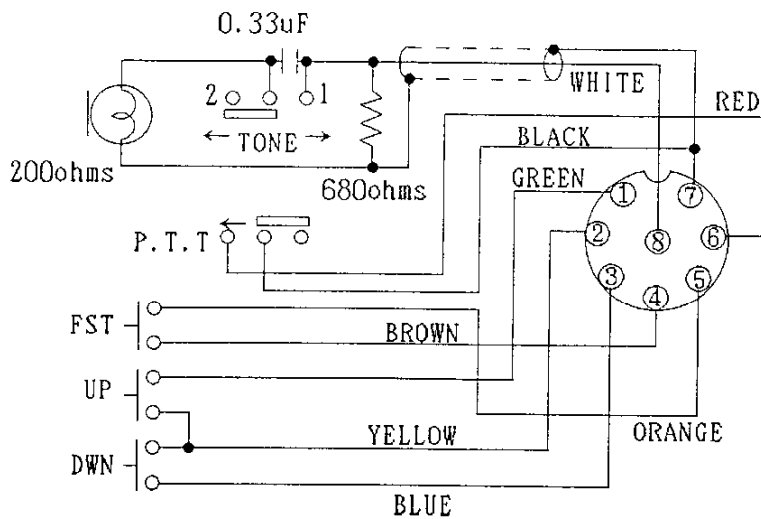 0.33uF
WHITE
RED
2 1
TONE
BLACK
200ohms
680ohms
GREEN
1 7
P.T.T
2 8 6
3 4 5
FST
BROWN
UP
YELLOW
ORANGE
DWN
BLUE